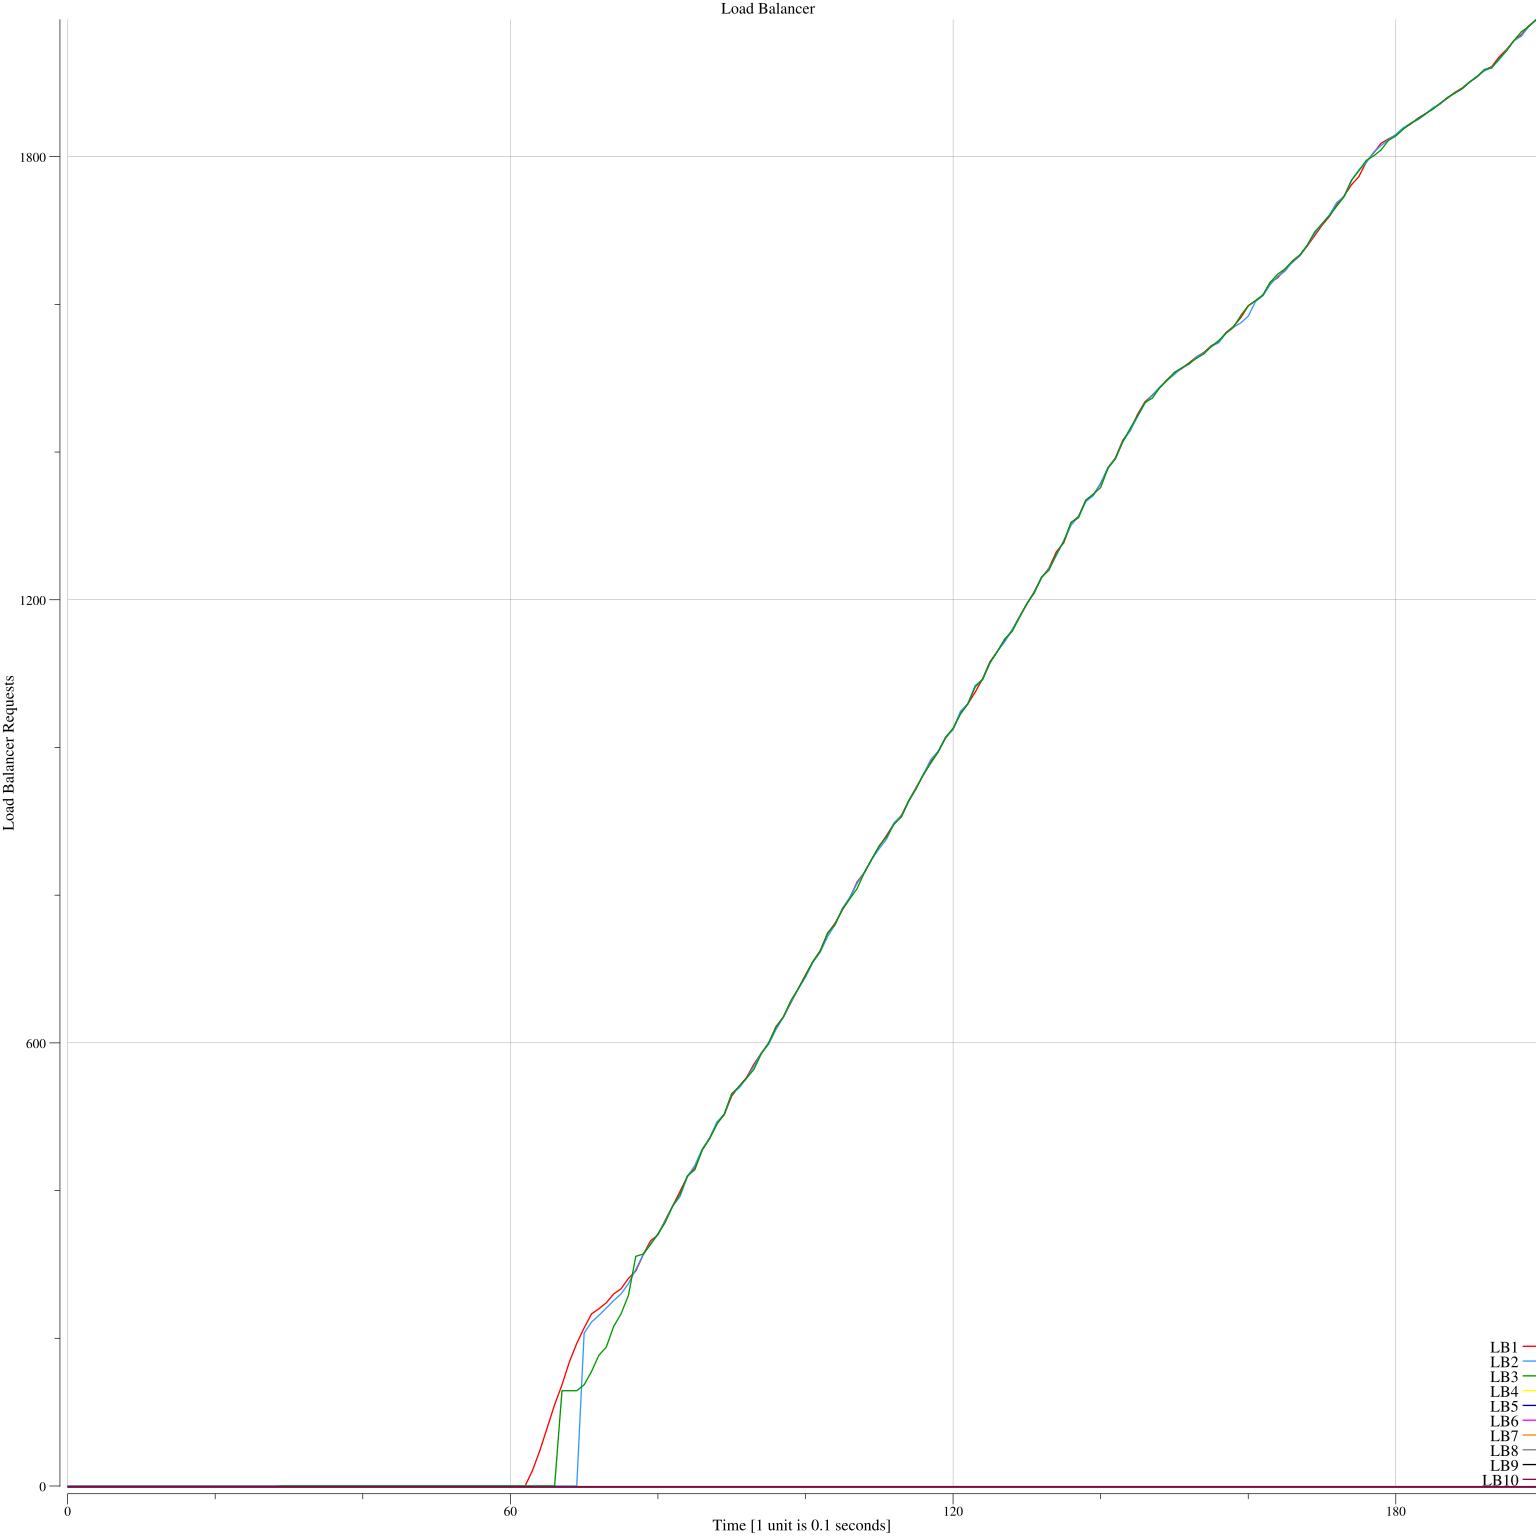 Load Balancer
1800
1200
Load Balancer Requests
600
LB1
LB2
LB3
LB4
LB5
LB6
LB7
LB8
LB9
LB10
0
0 60 120 180
Time [1 unit is 0.1 seconds]